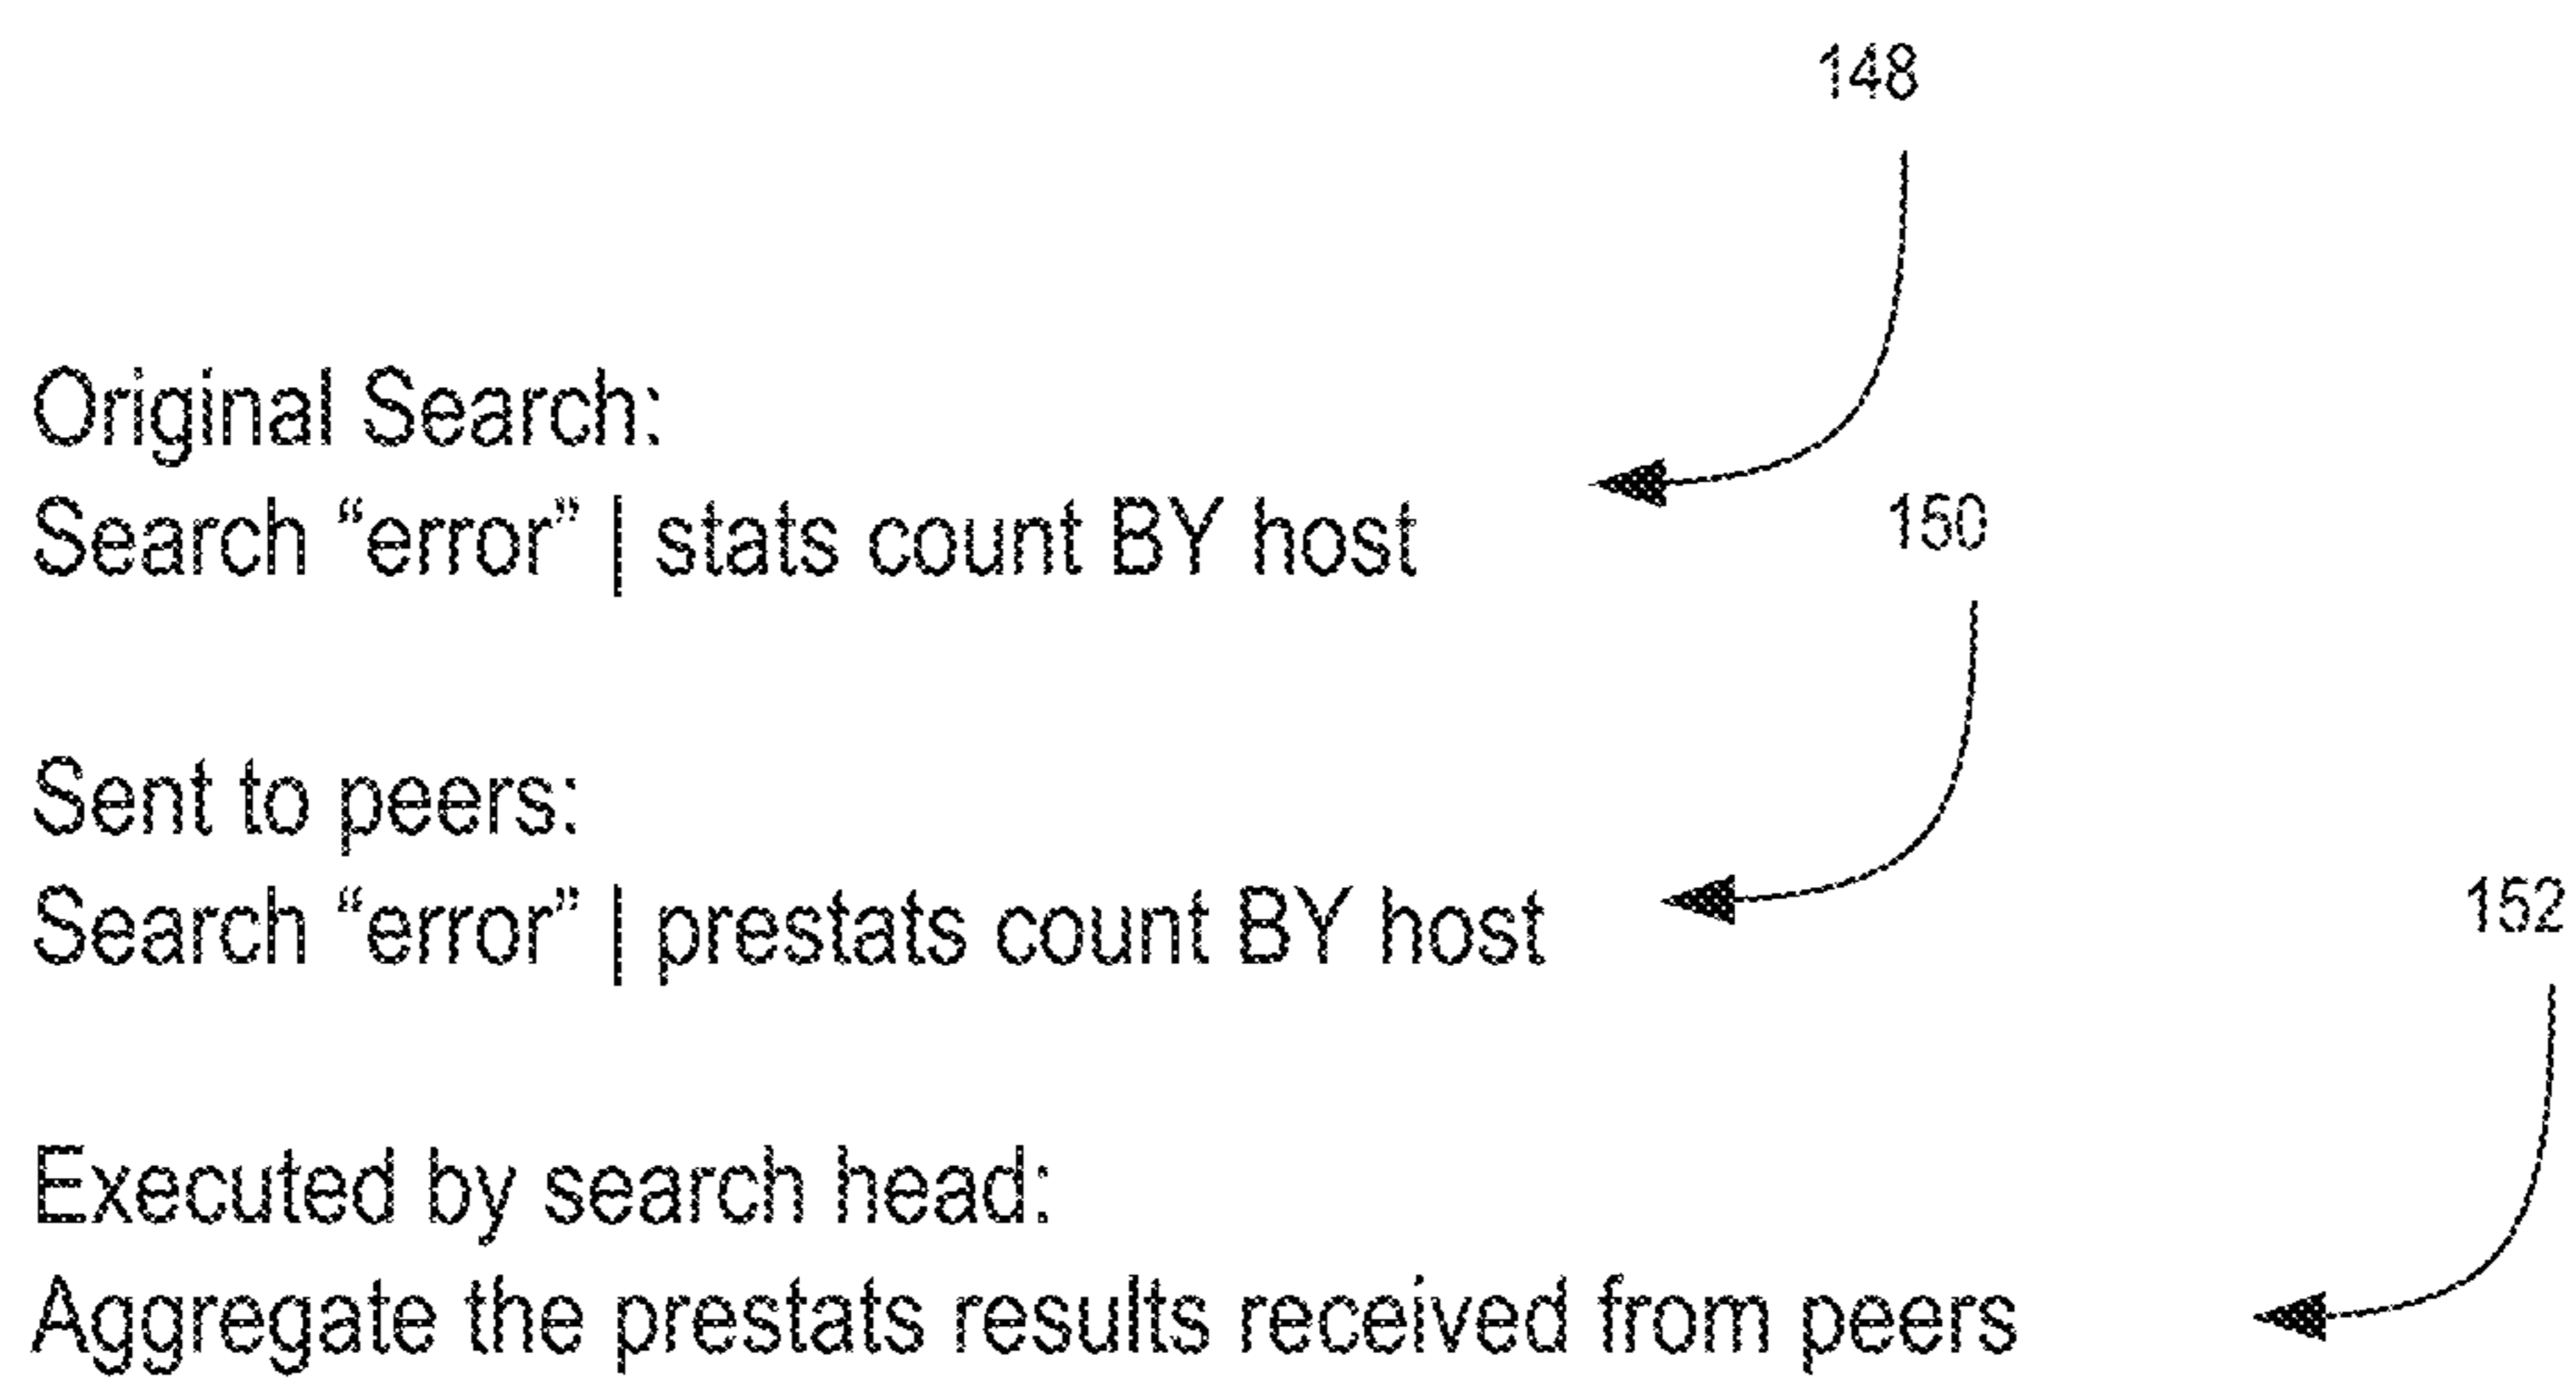 148
Original Search:
Search “error” | stats count BY host
150
Sent to peers:
Search “error” | prestats count BY host
152
Executed by search head:
Aggregate the prestats results received from peers